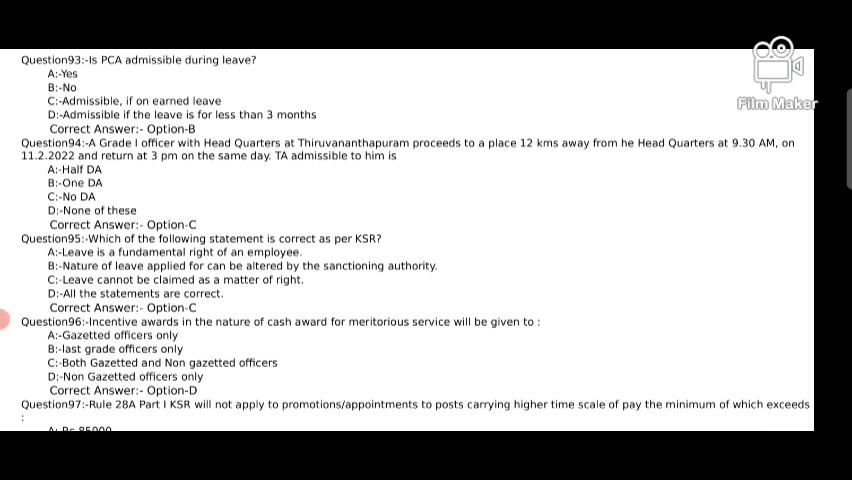 Question93:-Is PCA admissible during leave?
A:-Yes
B:-No
C:-Admissible, if on earned leave
D:-Admissible if the leave is for less than 3 months
Correct Answer:- Option-B
Question94:-A Grade I officer with Head Quarters at Thiruvananthapuram proceeds to a place 12 kms away from he Head Quarters at 9.30 AM, on
11.2.2022 and return at 3 pm on the same day. TA admissible to him is
A:-Half DA
B:-One DA
C:-No DA
D:-None of these
Correct Answer:- Option-C
Question95:-Which of the following statement is correct as per KSR?
A:-Leave is a fundamental right of an employee.
B:-Nature of leave applied for can be altered by the sanctioning authority.
C:-Leave cannot be claimed as a matter of right.
D:-All the statements are correct.
Correct Answer:- Option-C
Question96:-Incentive awards in the nature of cash award for meritorious service will be given to :
A:-Gazetted officers only
B:-last grade officers only
C:-Both Gazetted and Non gazetted officers
D:-Non Gazetted officers only
Correct Answer:- Option-D
Question97:-Rule 28A Part I KSR will not apply to promotions/appointments to posts carrying higher time scale of pay the minimum of which exceeds
:
Film Maker